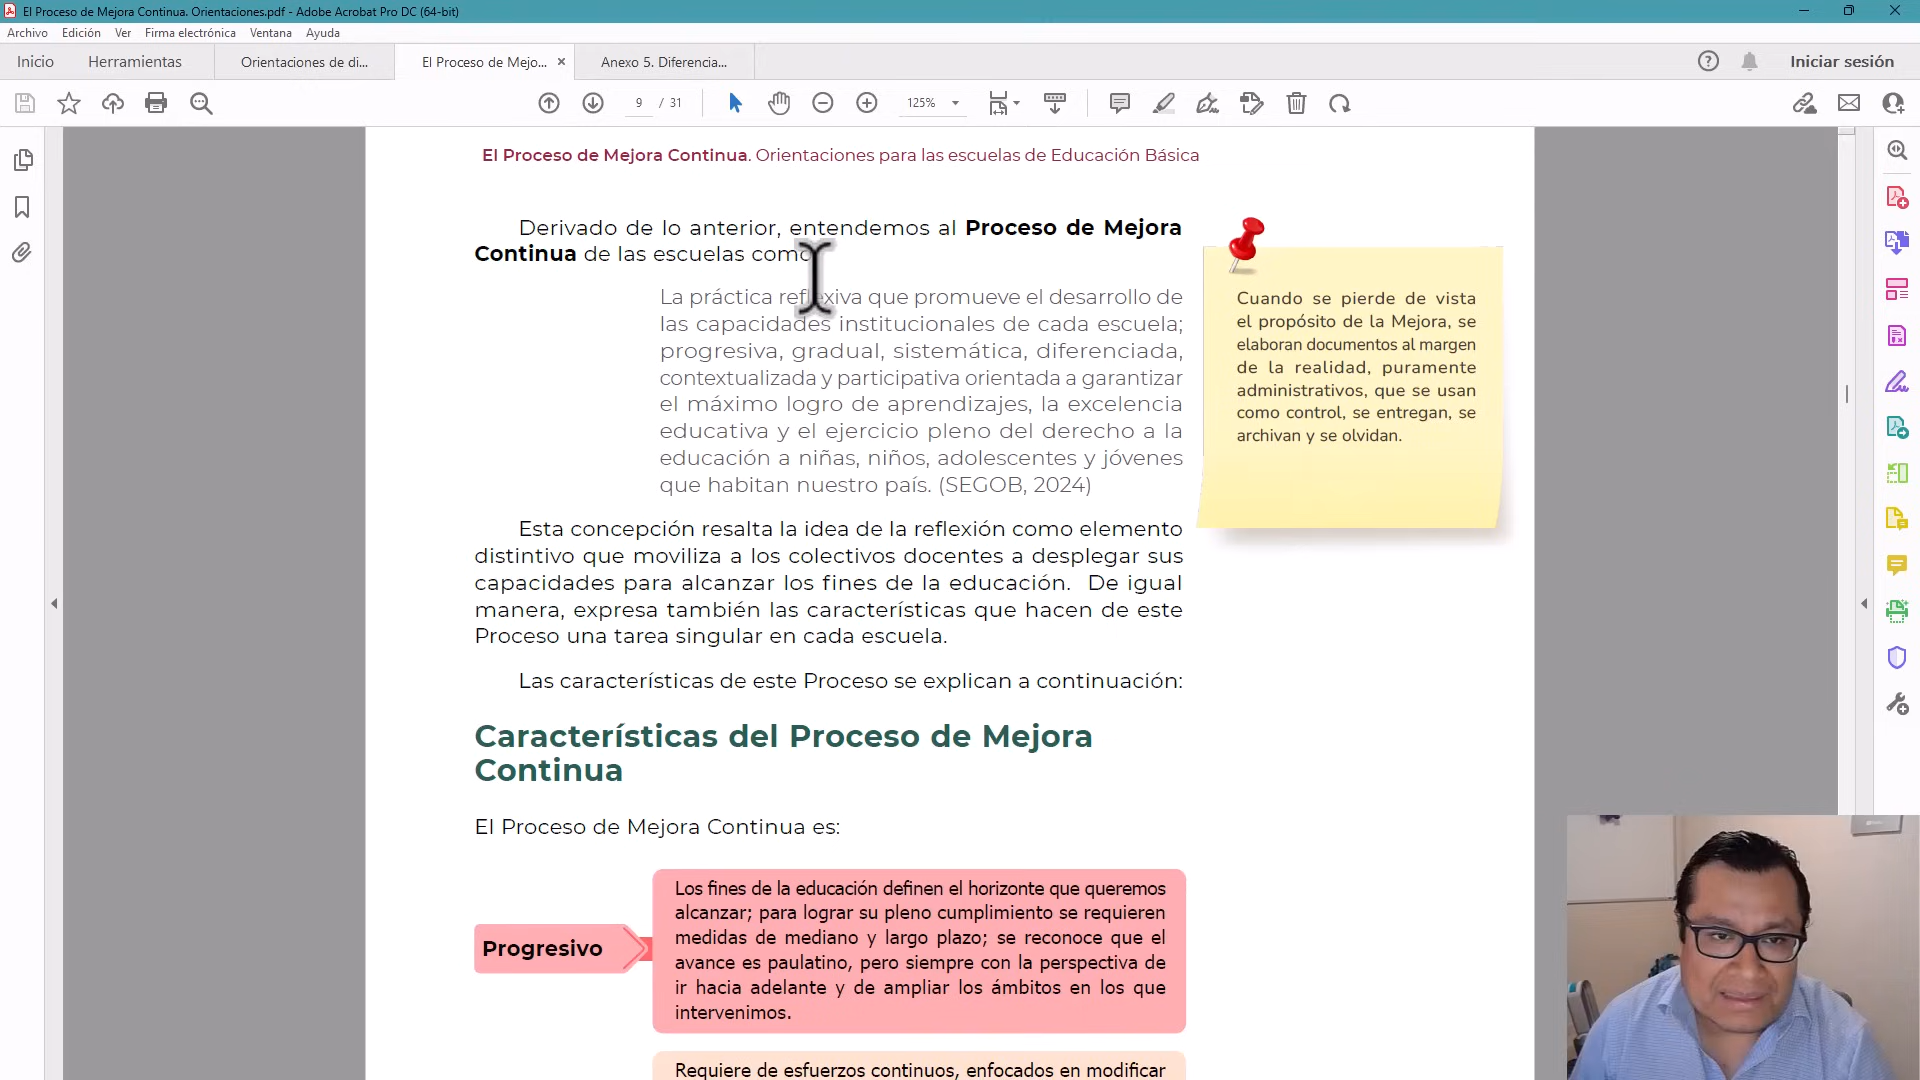 El Proceso de Mejora Continua. Orientaciones.pdf - Adobe Acrobat Pro DC (64-bit)
Archivo Edición Ver Firma electrónica Ventana Ayuda
Inicio Herramientas Orientaciones de di... El Proceso de Mejo... × Anexo 5. Diferencia... Iniciar sesión
9 / 31 125%
El Proceso de Mejora Continua. Orientaciones para las escuelas de Educación Básica
Derivado de lo anterior, entendemos al Proceso de Mejora
Continua de las escuelas como
La práctica reflexiva que promueve el desarrollo de
las capacidades institucionales de cada escuela;
progresiva, gradual, sistemática, diferenciada,
contextualizada y participativa orientada a garantizar
el máximo logro de aprendizajes, la excelencia
educativa y el ejercicio pleno del derecho a la
educación a niñas, niños, adolescentes y jóvenes
que habitan nuestro país. (SEGOB, 2024)
Cuando se pierde de vista
el propósito de la Mejora, se
elaboran documentos al margen
de la realidad, puramente
administrativos, que se usan
como control, se entregan, se
archivan y se olvidan.
Esta concepción resalta la idea de la reflexión como elemento
distintivo que moviliza a los colectivos docentes a desplegar sus
capacidades para alcanzar los fines de la educación. De igual
manera, expresa también las características que hacen de este
Proceso una tarea singular en cada escuela.
Las características de este Proceso se explican a continuación:
Características del Proceso de Mejora
Continua
El Proceso de Mejora Continua es:
Progresivo
Los fines de la educación definen el horizonte que queremos
alcanzar; para lograr su pleno cumplimiento se requieren
medidas de mediano y largo plazo; se reconoce que el
avance es paulatino, pero siempre con la perspectiva de
ir hacia adelante y de ampliar los ámbitos en los que
intervenimos.
Requiere de esfuerzos continuos, enfocados en modificar